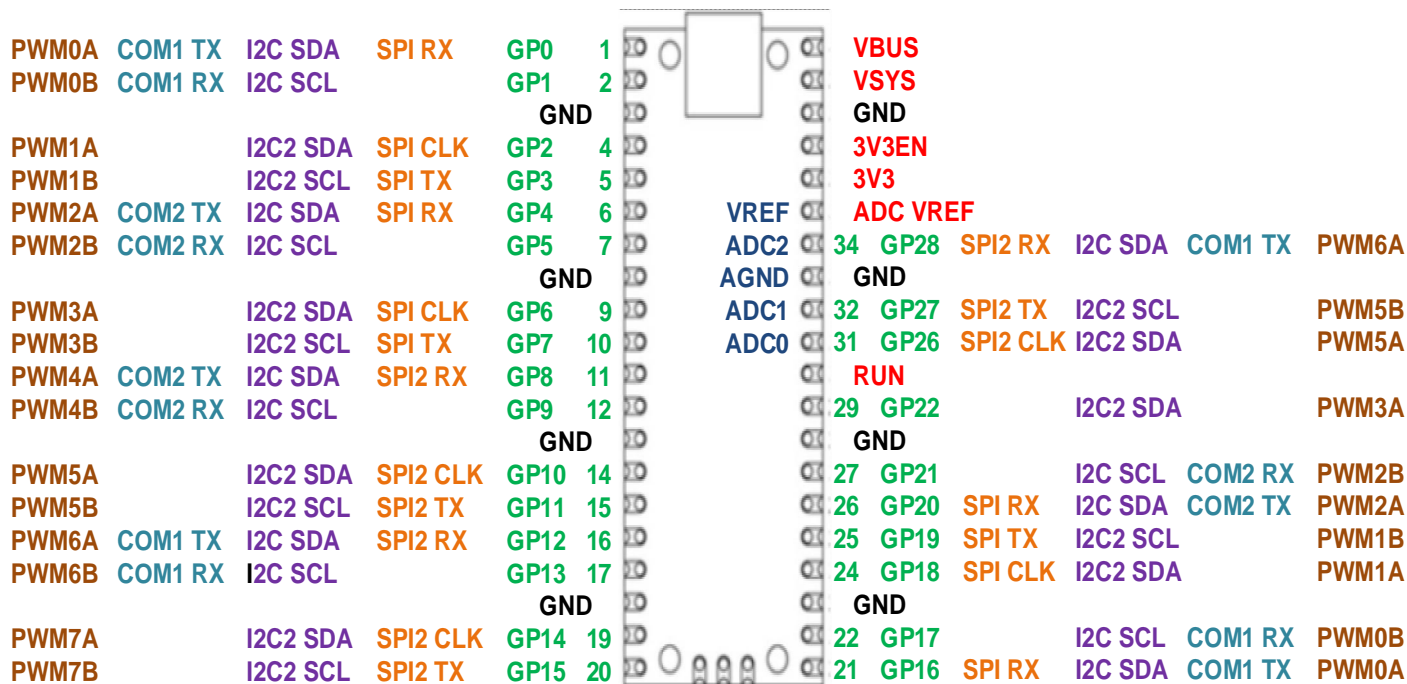 PWM0A COM1 TX I2C SDA SPI RX GP0 1 VBUS
PWM0B COM1 RX I2C SCL GP1 2 VSYS
GND GND
PWM1A I2C2 SDA SPI CLK GP2 4 3V3EN
PWM1B I2C2 SCL SPI TX GP3 5 3V3
PWM2A COM2 TX I2C SDA SPI RX GP4 6 VREF ADC VREF
PWM2B COM2 RX I2C SCL GP5 7 ADC2 34 GP28 SPI2 RX I2C SDA COM1 TX PWM6A
GND AGND GND
PWM3A I2C2 SDA SPI CLK GP6 9 ADC1 32 GP27 SPI2 TX I2C2 SCL PWM5B
PWM3B I2C2 SCL SPI TX GP7 10 ADC0 31 GP26 SPI2 CLK I2C2 SDA PWM5A
PWM4A COM2 TX I2C SDA SPI2 RX GP8 11 RUN
PWM4B COM2 RX I2C SCL GP9 12 29 GP22 I2C2 SDA PWM3A
GND GND
PWM5A I2C2 SDA SPI2 CLK GP10 14 27 GP21 I2C SCL COM2 RX PWM2B
PWM5B I2C2 SCL SPI2 TX GP11 15 26 GP20 SPI RX I2C SDA COM2 TX PWM2A
PWM6A COM1 TX I2C SDA SPI2 RX GP12 16 25 GP19 SPI TX I2C2 SCL PWM1B
PWM6B COM1 RX I2C SCL GP13 17 24 GP18 SPI CLK I2C2 SDA PWM1A
GND GND
PWM7A I2C2 SDA SPI2 CLK GP14 19 22 GP17 I2C SCL COM1 RX PWM0B
PWM7B I2C2 SCL SPI2 TX GP15 20 21 GP16 SPI RX I2C SDA COM1 TX PWM0A